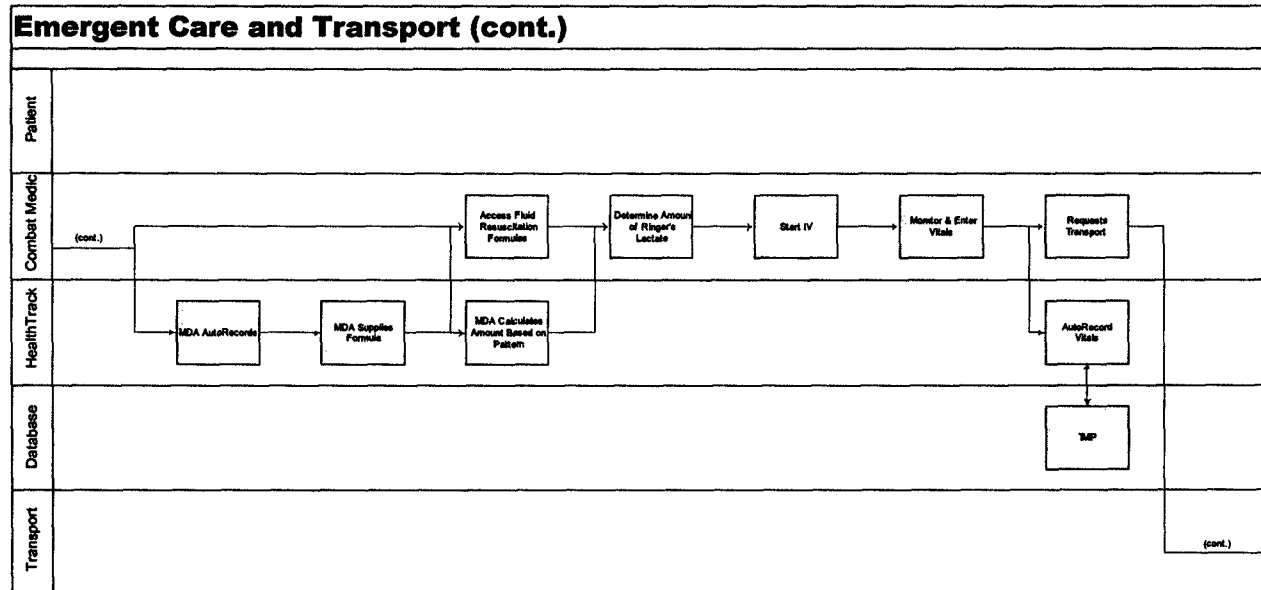 Emergent Care and Transport (cont.)
Patient
Combat Medic
(cont.)
Access Fluid
Resuscitation
Formulas
Determine Amount
of Ringer's
Lactate
Start IV
Monitor & Enter
Vitals
Requests
Transport
HealthTrack
MDA AutoRecords
MDA Supplies
Formula
MDA Calculates
Amount Based on
Pattern
AutoRecord
Vitals
Database
TMP
Transport
(cont.)